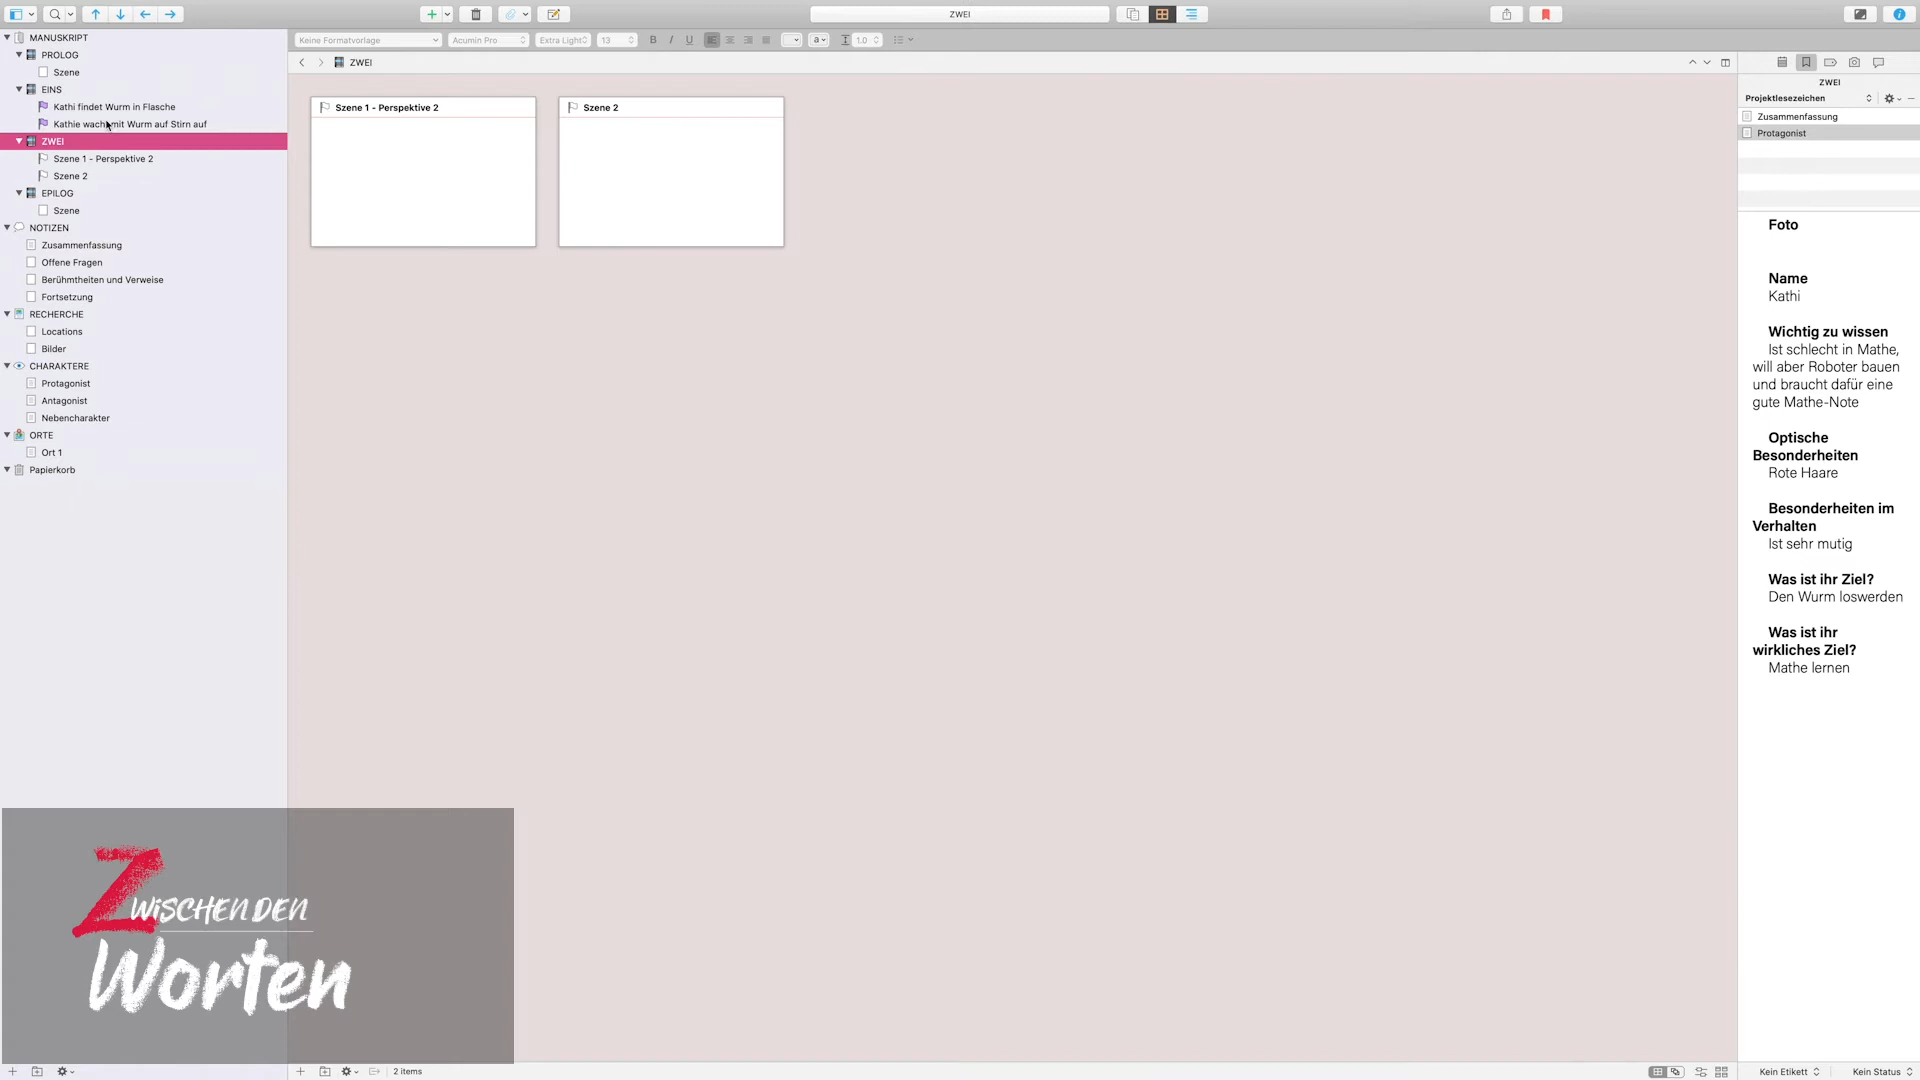 ZWEI
Keine Formatvorlage
Acumin Pro
Extra Light
13
B I U
a
1.0
MANUSKRIPT
PROLOG
Szene
EINS
Kathi findet Wurm in Flasche
Kathie wacht mit Wurm auf Stirn auf
ZWEI
Szene 1 - Perspektive 2
Szene 2
EPILOG
Szene
NOTIZEN
Zusammenfassung
Offene Fragen
Berühmtheiten und Verweise
Fortsetzung
RECHERCHE
Locations
Bilder
CHARAKTERE
Protagonist
Antagonist
Nebencharakter
ORTE
Ort 1
Papierkorb
ZWEI
Szene 1 - Perspektive 2
Szene 2
ZWEI
Projektlesezeichen
Zusammenfassung
Protagonist
Foto
Name
Kathi
Wichtig zu wissen
Ist schlecht in Mathe,
will aber Roboter bauen
und braucht dafür eine
gute Mathe-Note
Optische
Besonderheiten
Rote Haare
Besonderheiten im
Verhalten
Ist sehr mutig
Was ist ihr Ziel?
Den Wurm loswerden
Was ist ihr
wirkliches Ziel?
Mathe lernen
ZWISCHEN DEN
Worten
2 items
Kein Etikett
Kein Status